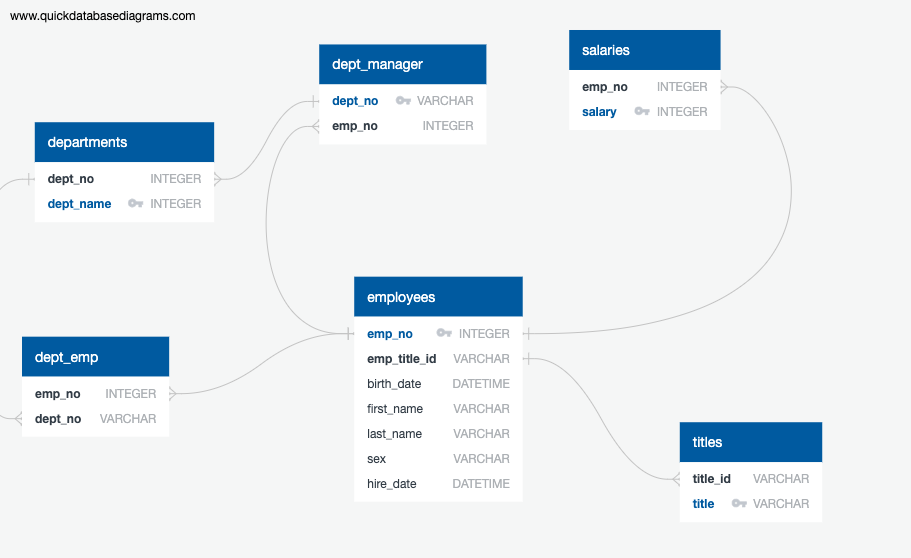 www.quickdatabasediagrams.com
dept_manager
dept_no VARCHAR
emp_no INTEGER
salaries
emp_no INTEGER
salary INTEGER
departments
dept_no INTEGER
dept_name INTEGER
employees
emp_no INTEGER
emp_title_id VARCHAR
birth_date DATETIME
first_name VARCHAR
last_name VARCHAR
sex VARCHAR
hire_date DATETIME
dept_emp
emp_no INTEGER
dept_no VARCHAR
titles
title_id VARCHAR
title VARCHAR